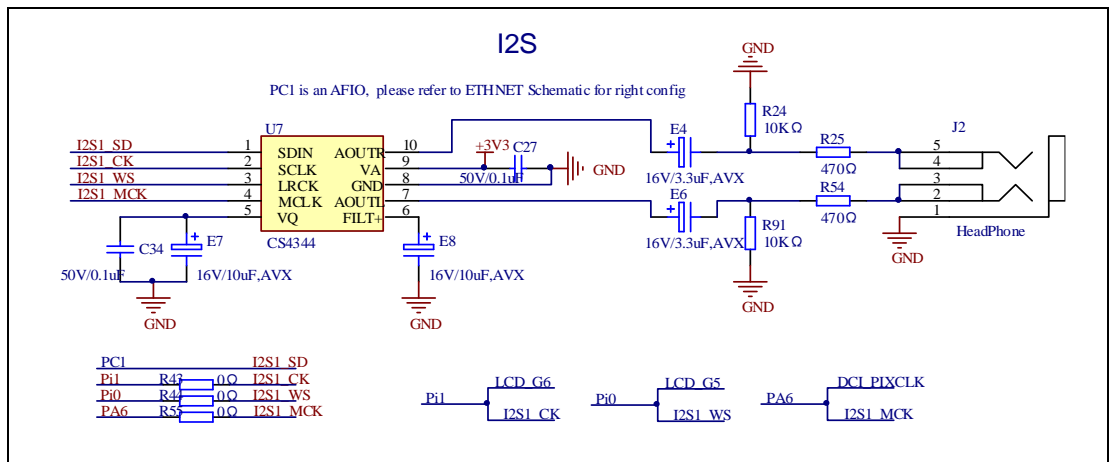 I2S
PC1 is an AFIO, please refer to ETHNET Schematic for right config
GND
R24
10KΩ
U7
E4
R25
J2
I2S1_SD 1 SDIN AOUTR 10 +3V3 C27 5
I2S1_CK 2 SCLK VA 9 50V/0.1uF GND 16V/3.3uF,AVX 470Ω 4
I2S1_WS 3 LRCK GND 8 E6 R54 3
I2S1_MCK 4 MCLK AOUTL 7 2
5 VQ FILT+ 6 16V/3.3uF,AVX R91 470Ω 1
C34 E7 CS4344 E8 10KΩ HeadPhone
50V/0.1uF 16V/10uF,AVX 16V/10uF,AVX GND
GND GND GND
PC1 I2S1_SD
Pi1 R43 0Ω I2S1_CK
Pi0 R44 0Ω I2S1_WS
PA6 R55 0Ω I2S1_MCK
LCD_G6 LCD_G5 DCI_PIXCLK
Pi1 Pi0 PA6
I2S1_CK I2S1_WS I2S1_MCK